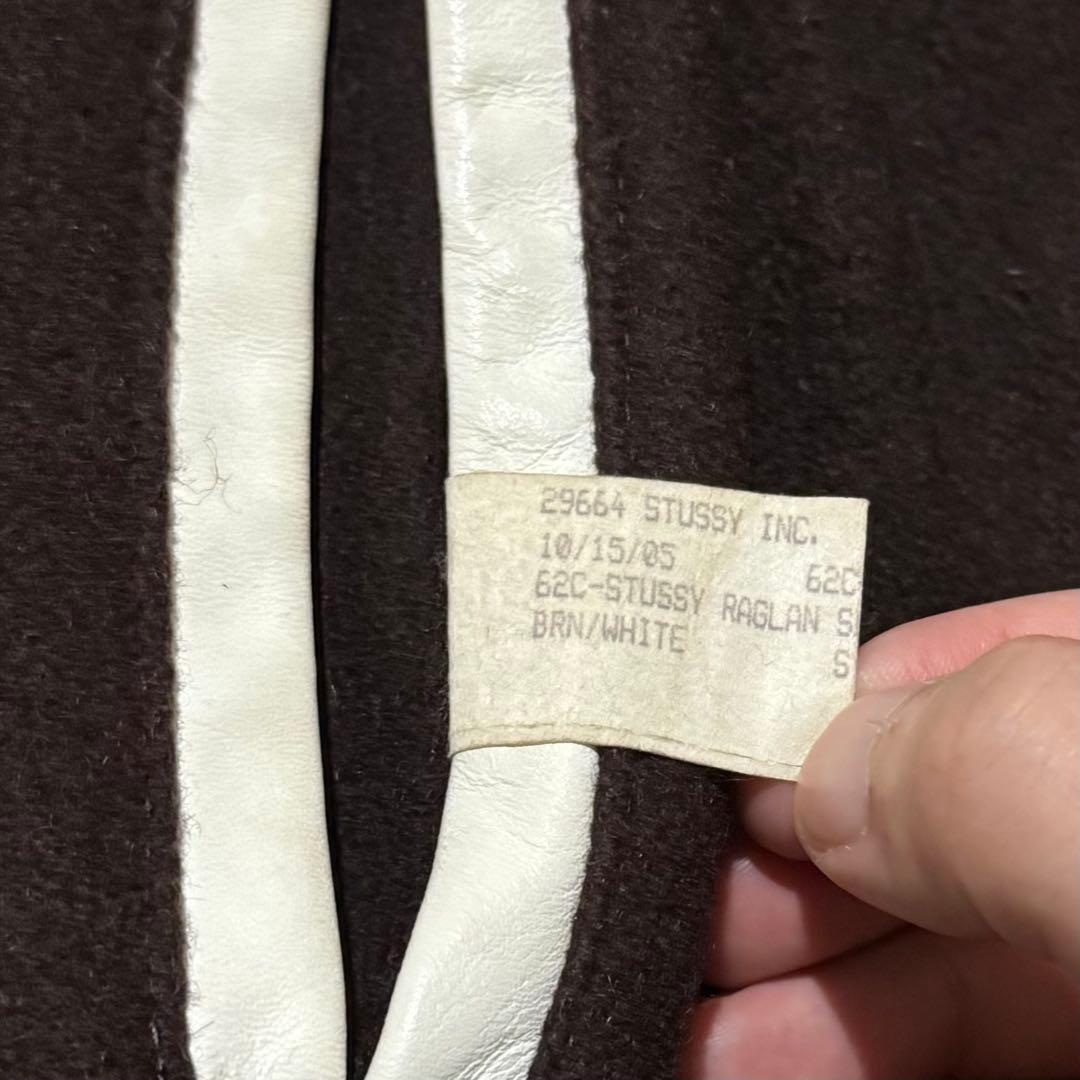 29664 STUSSY INC.
10/15/05 62C
62C-STUSSY RAGLAN S
BRN/WHITE S